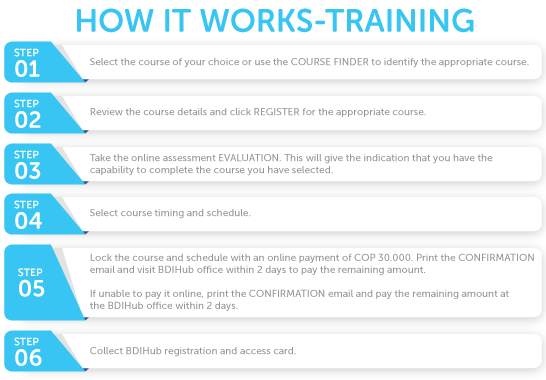 HOW IT WORKS-TRAINING
STEP
01
Select the course of your choice or use the COURSE FINDER to identify the appropriate course.
STEP
02
Review the course details and click REGISTER for the appropriate course.
STEP
03
Take the online assessment EVALUATION. This will give the indication that you have the
capability to complete the course you have selected.
STEP
04
Select course timing and schedule.
STEP
05
Lock the course and schedule with an online payment of COP 30.000. Print the CONFIRMATION
email and visit BDIHub office within 2 days to pay the remaining amount.
If unable to pay it online, print the CONFIRMATION email and pay the remaining amount at
the BDIHub office within 2 days.
STEP
06
Collect BDIHub registration and access card.